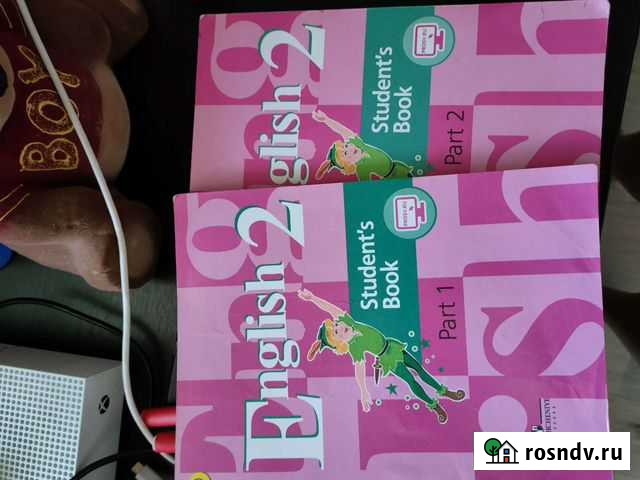 English 2
Student's
Book
Part 2
English 2
Student's
Book
Part 1
BOY
rosndv.ru